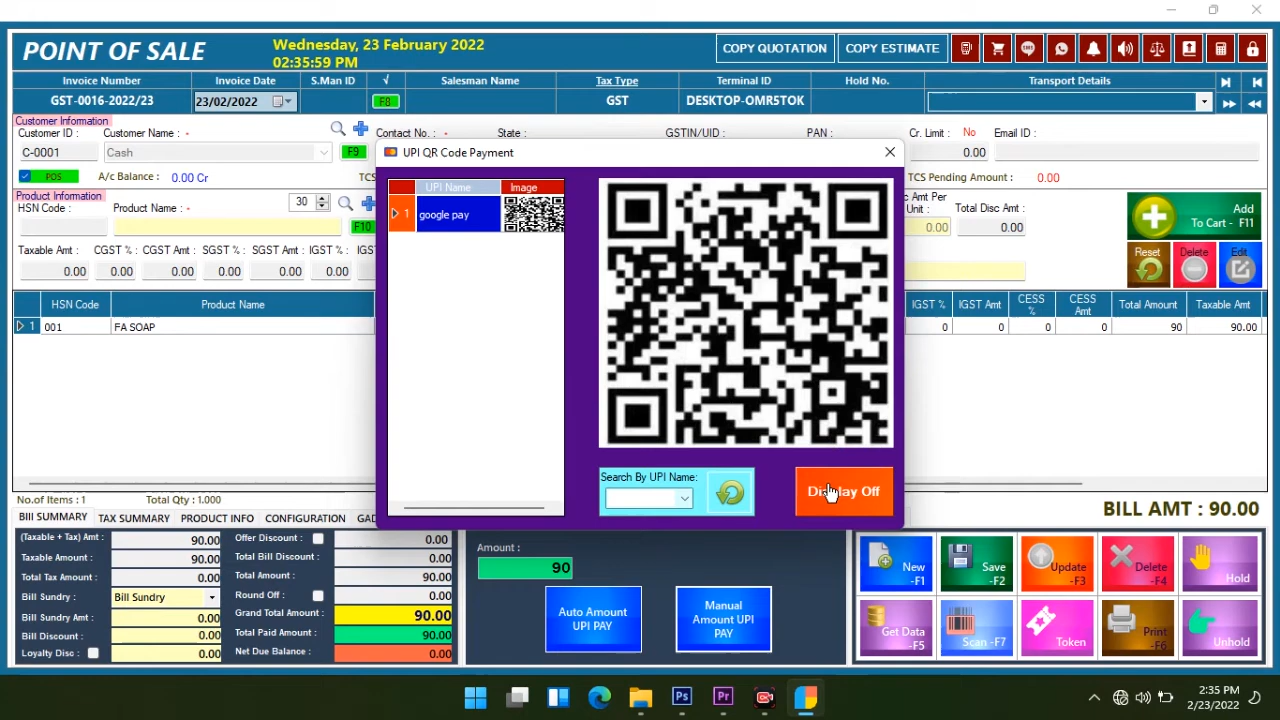 POINT OF SALE
Wednesday, 23 February 2022
02:35:59 PM
COPY QUOTATION
COPY ESTIMATE
Invoice Number
Invoice Date
S.Man ID
√
Salesman Name
Tax Type
Terminal ID
Hold No.
Transport Details
GST-0016-2022/23
23/02/2022
F8
GST
DESKTOP-OMR5TOK
Customer Information
Customer ID :
Customer Name : -
Contact No. : -
State :
GSTIN/UID :
PAN :
Cr. Limit : No
Email ID :
C-0001
Cash
F9
0.00
POS
A/c Balance : 0.00 Cr
TCS
TCS Pending Amount : 0.00
Product Information
HSN Code :
Product Name : -
30
F10
Unit :
Total Disc Amt :
0.00
0.00
Add
To Cart - F11
Taxable Amt :
CGST % :
CGST Amt :
SGST % :
SGST Amt :
IGST % :
0.00
0.00
0.00
0.00
0.00
0.00
Reset
Delete
Edit
UPI QR Code Payment
UPI Name
Image
1
google pay
Search By UPI Name:
Display Off
HSN Code
Product Name
IGST %
IGST Amt
CESS %
CESS Amt
Total Amount
Taxable Amt
1
001
FA SOAP
0
0
0
0
90
90.00
No.of Items : 1
Total Qty : 1.000
BILL AMT : 90.00
BIII SUMMARY
TAX SUMMARY
PRODUCT INFO
CONFIGURATION
(Taxable + Tax) Amt :
90.00
Offer Discount :
0.00
Taxable Amount :
90.00
Total Bill Discount :
0.00
Total Tax Amount :
0.00
Total Amount :
90.00
Bill Sundry :
Bill Sundry
Round Off :
0.00
Bill Sundry Amt :
0.00
Grand Total Amount :
90.00
Bill Discount :
0.00
Total Paid Amount :
90.00
Loyalty Disc :
0.00
Net Due Balance :
0.00
Amount :
90
Auto Amount
UPI PAY
Manual
Amount UPI
PAY
New
-F1
Save
-F2
Update
-F3
Delete
-F4
Hold
Get Data
-F5
Scan -F7
Token
Print
-F6
Unhold
Ps
Pr
2:35 PM
2/23/2022